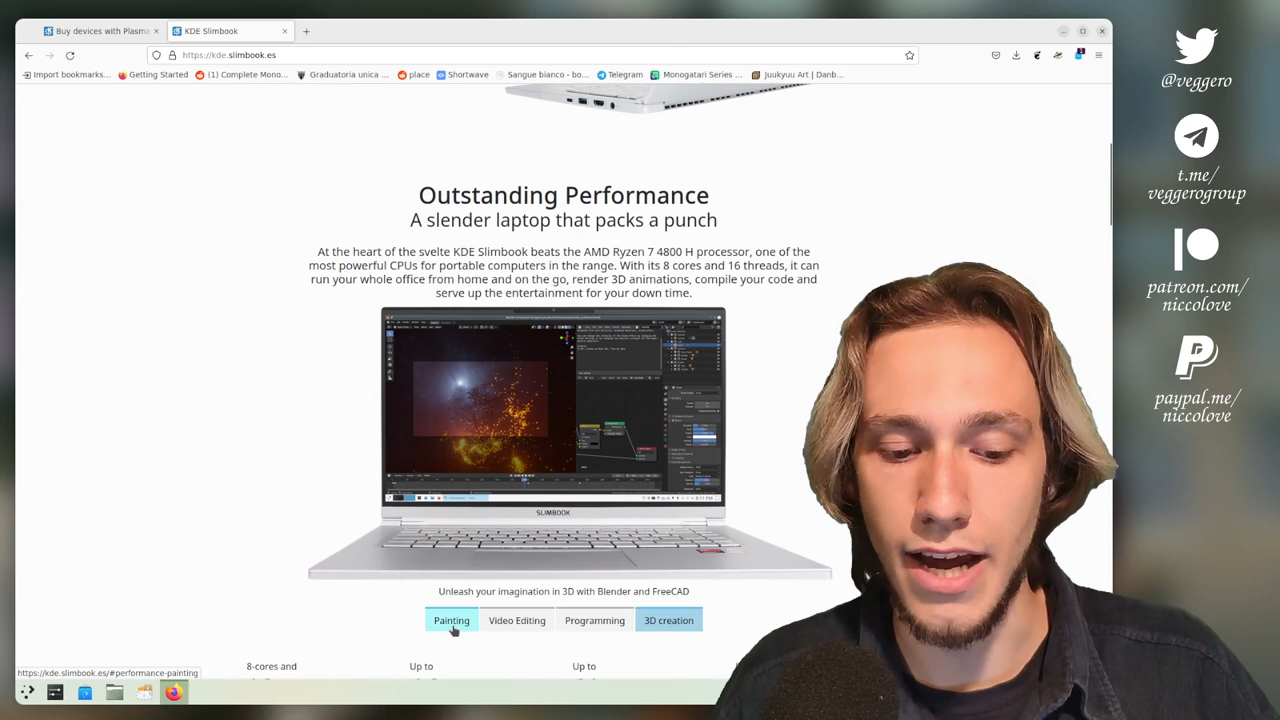 Buy devices with Plasma
KDE Slimbook
https://kde.slimbook.es
Import bookmarks...
Getting Started
(1) Complete Mono...
Graduatoria unica ...
place
Shortwave
Sangue bianco - bo...
Telegram
Monogatari Series ...
Juukyuu Art | Danb...
Outstanding Performance
A slender laptop that packs a punch
At the heart of the svelte KDE Slimbook beats the AMD Ryzen 7 4800 H processor, one of the
most powerful CPUs for portable computers in the range. With its 8 cores and 16 threads, it can
run your whole office from home and on the go, render 3D animations, compile your code and
serve up the entertainment for your down time.
SLIMBOOK
Unleash your imagination in 3D with Blender and FreeCAD
Painting
Video Editing
Programming
3D creation
8-cores and
Up to
Up to
https://kde.slimbook.es/#performance-painting
@veggero
t.me/
veggerogroup
patreon.com/
niccolove
paypal.me/
niccolove